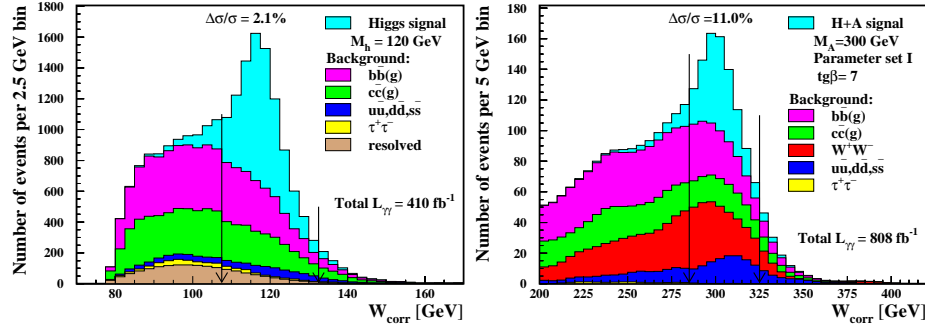 Number of events per 2.5 GeV bin
1600
1400
1200
1000
800
600
400
200
0
Δσ/σ = 2.1%
Higgs signal
M_h = 120 GeV
Background:
bb̄(g)
cc̄(g)
uū,dd̄,ss̄
τ⁺τ⁻
resolved
Total L_γγ = 410 fb⁻¹
80 100 120 140 160
W_corr [GeV]
Number of events per 5 GeV bin
180
160
140
120
100
80
60
40
20
0
Δσ/σ =11.0%
H+A signal
M_A=300 GeV
Parameter set I
tgβ= 7
Background:
bb̄(g)
cc̄(g)
W⁺W⁻
uū,dd̄,ss̄
τ⁺τ⁻
Total L_γγ = 808 fb⁻¹
200 225 250 275 300 325 350 375 400
W_corr [GeV]